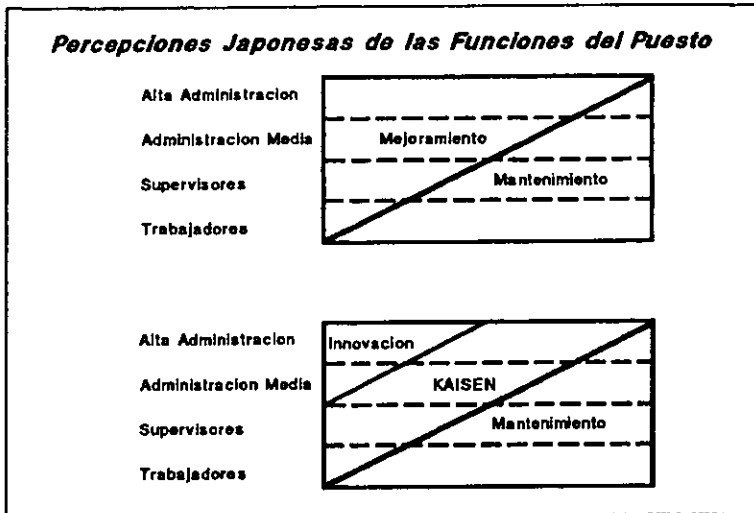 Percepciones Japonesas de las Funciones del Puesto
Alta Administracion
Administracion Media
Mejoramiento
Supervisores
Mantenimiento
Trabajadores
Alta Administracion
Innovacion
Administracion Media
KAISEN
Supervisores
Mantenimiento
Trabajadores